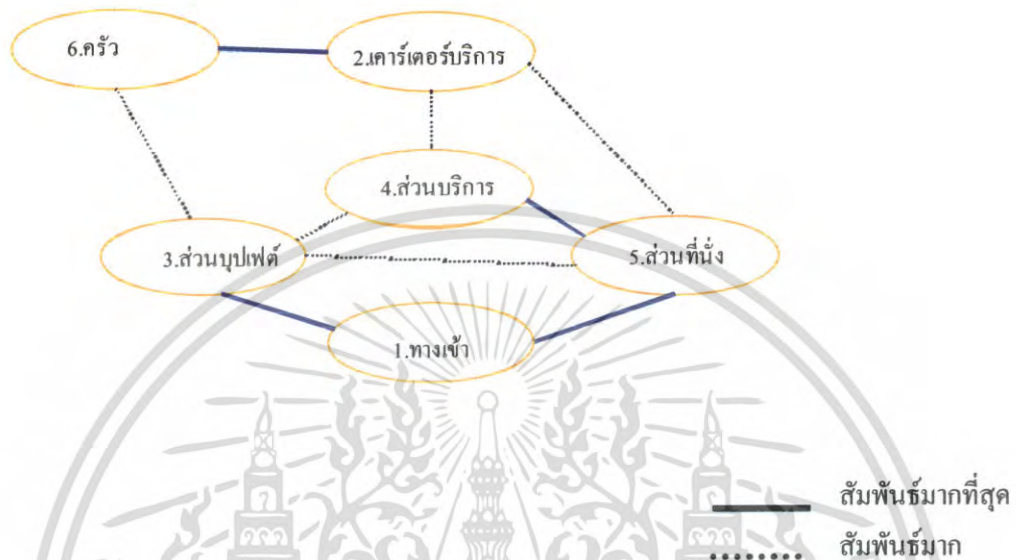 6.ครัว
2.เคาร์เตอร์บริการ
4.ส่วนบริการ
3.ส่วนบุปเฟต์
5.ส่วนที่นั่ง
1.ทางเข้า
สัมพันธ์มากที่สุด
สัมพันธ์มาก